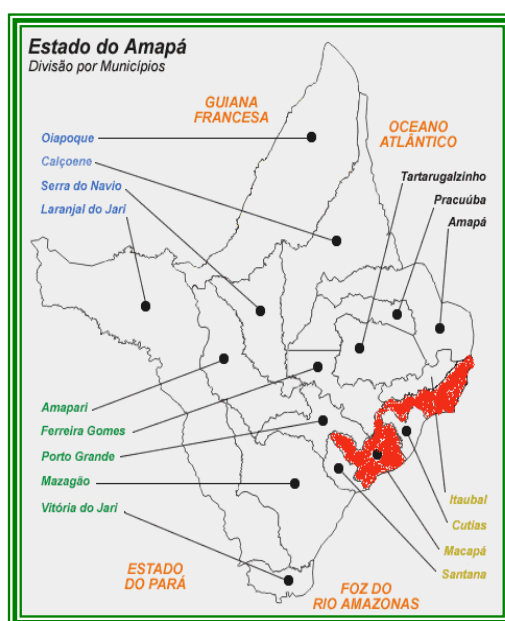 Estado do Amapá
Divisão por Municípios
GUIANA
FRANCESA
OCEANO
ATLÂNTICO
Oiapoque
Calçoene
Serra do Navio
Laranjal do Jari
Tartarugalzinho
Pracuúba
Amapá
Amapari
Ferreira Gomes
Porto Grande
Mazagão
Vitória do Jari
Itaubal
Cutias
Macapá
Santana
ESTADO
DO PARÁ
FOZ DO
RIO AMAZONAS